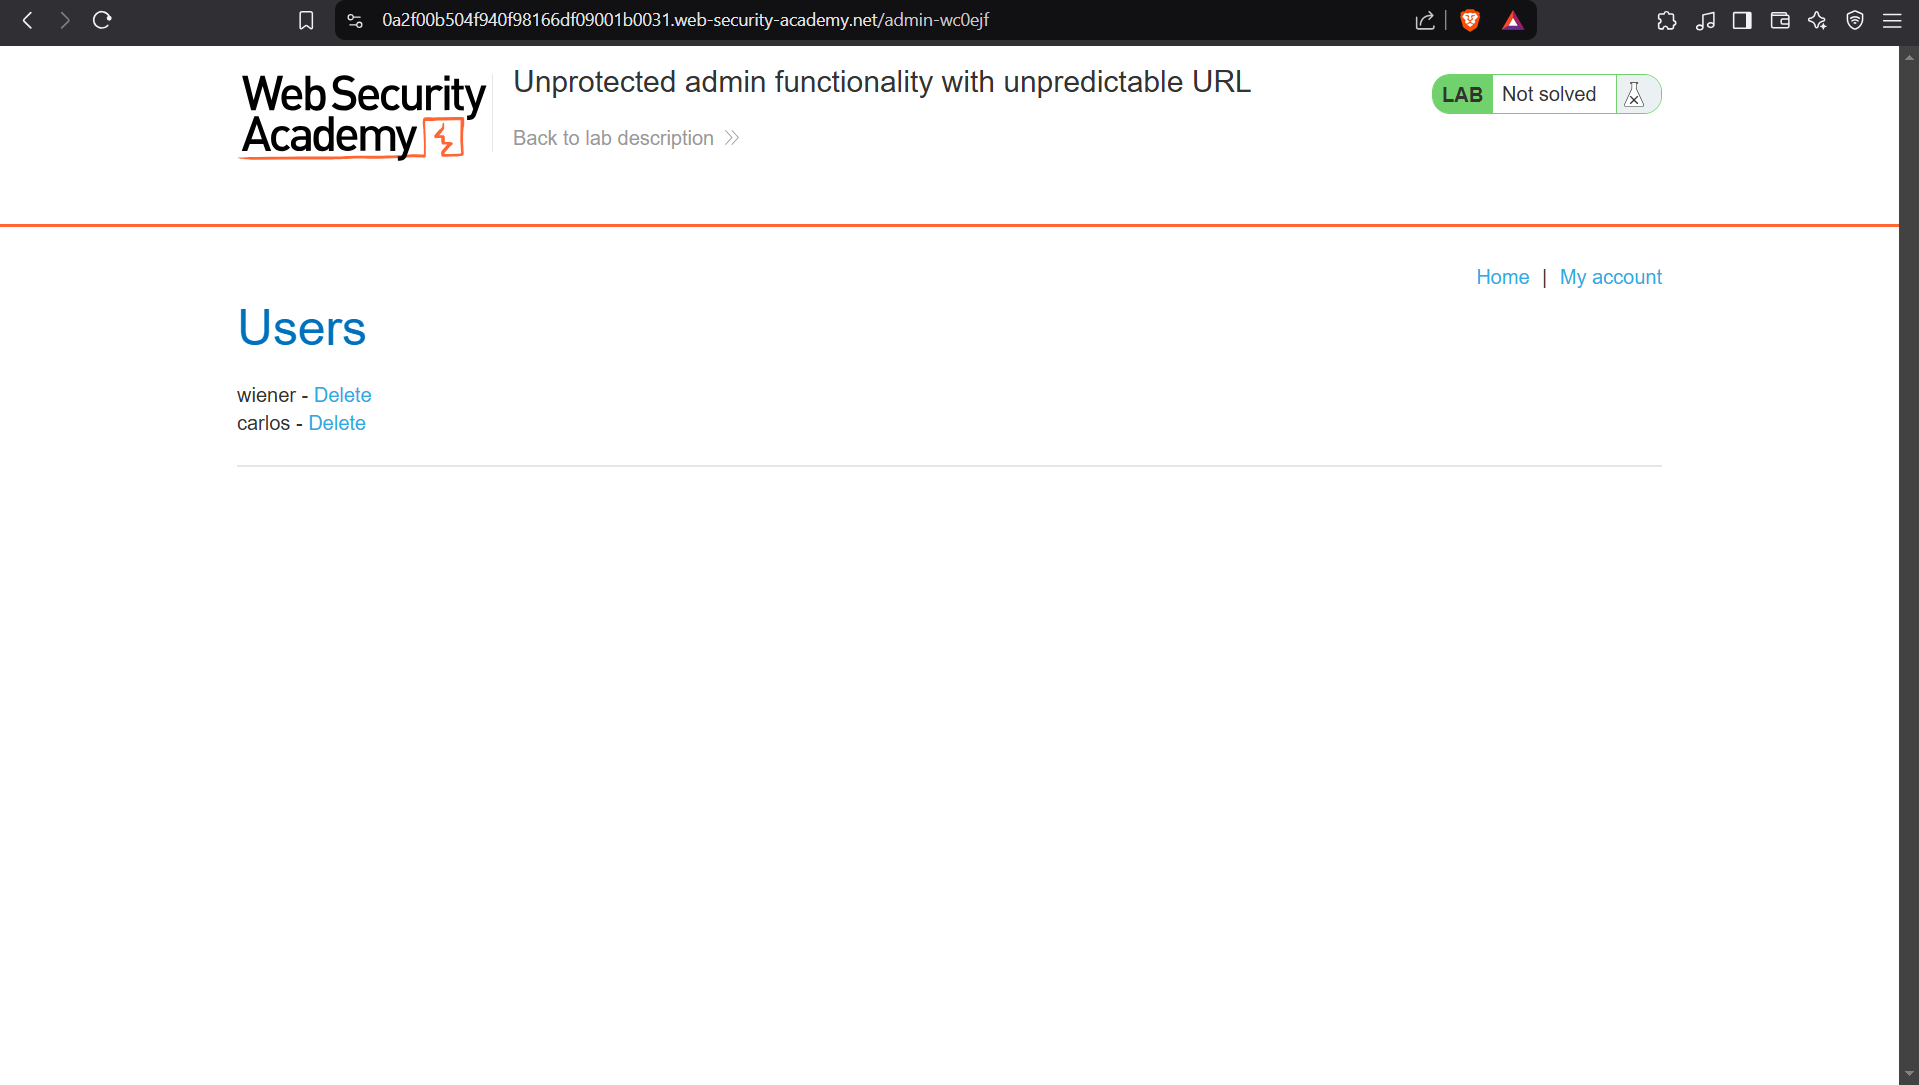 0a2f00b504f940f98166df09001b0031.web-security-academy.net/admin-wc0ejf
Web Security
Academy
Unprotected admin functionality with unpredictable URL
Back to lab description
LAB Not solved
Home | My account
Users
wiener - Delete
carlos - Delete